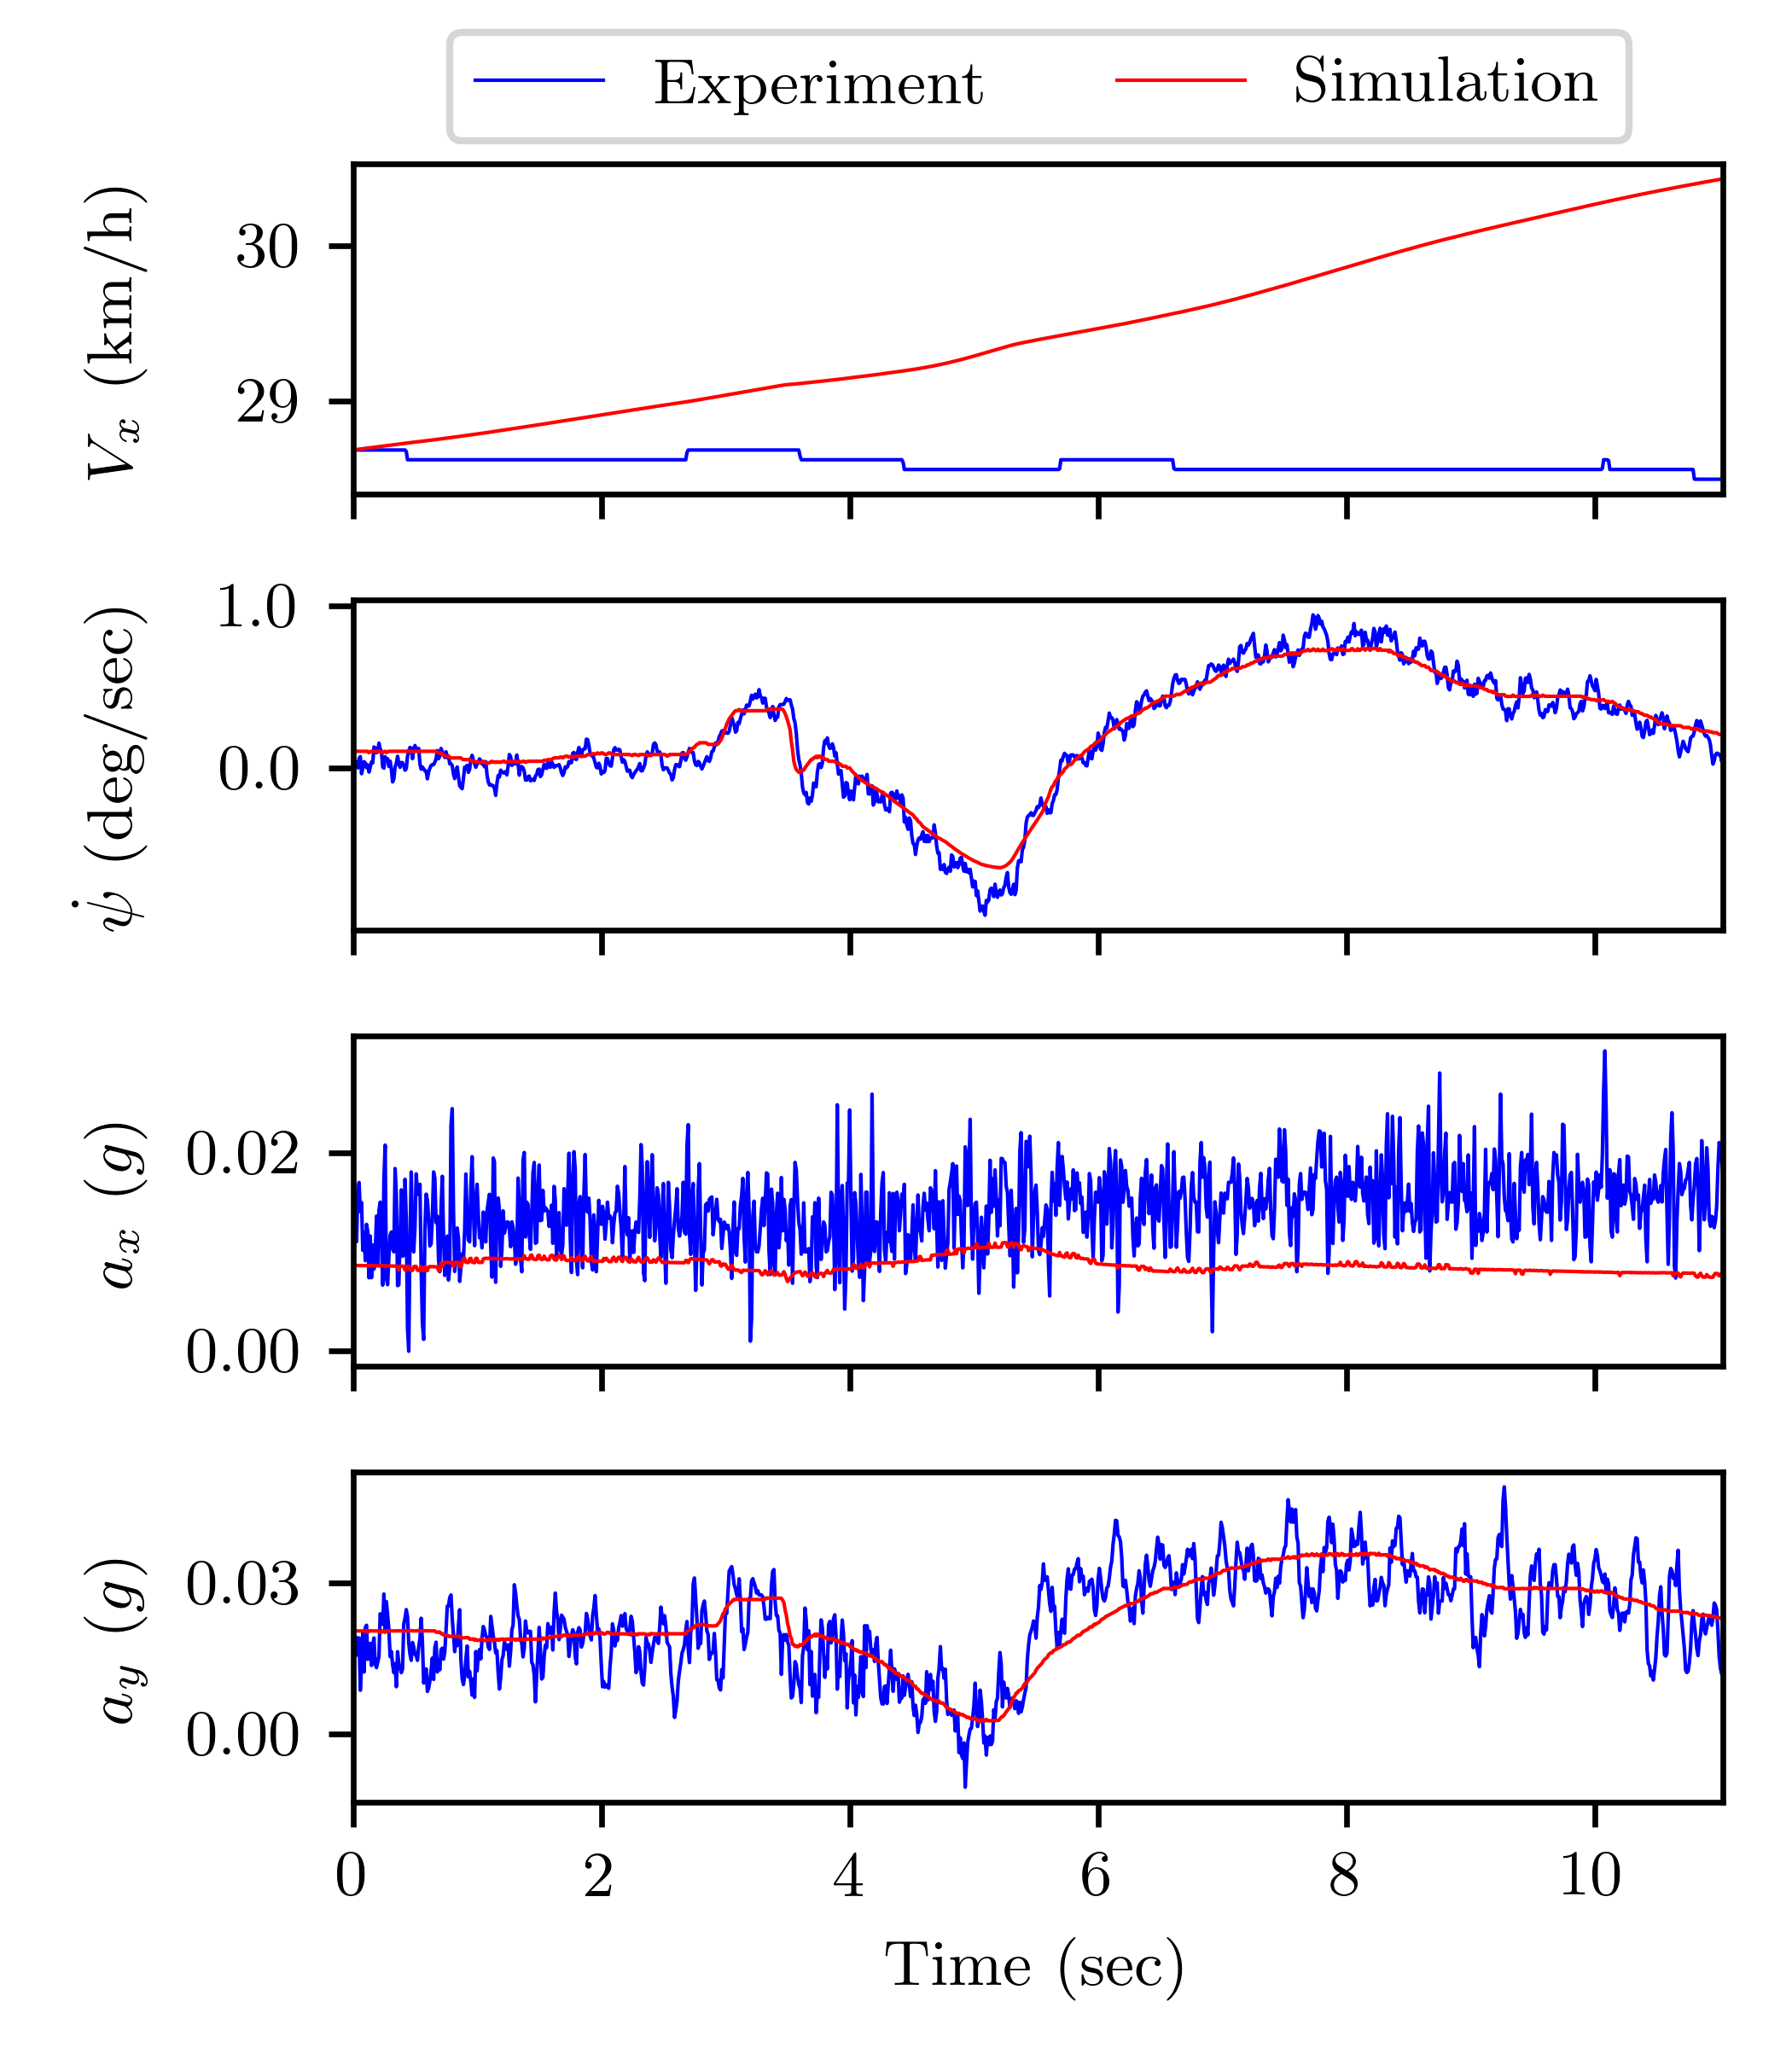 Experiment Simulation
V_x (km/h)
30
29
ψ̇ (deg/sec)
1.0
0.0
a_x (g)
0.02
0.00
a_y (g)
0.03
0.00
0 2 4 6 8 10
Time (sec)